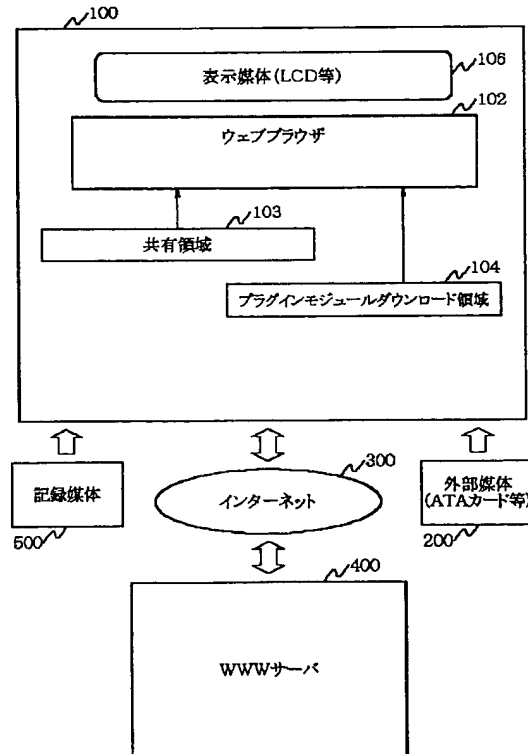 100
表示媒体(LCD等)
106
102
ウェブブラウザ
103
共有領域
104
プラグインモジュールダウンロード領域
300
記録媒体
インターネット
外部媒体
(ATAカード等)
500
200
400
WWWサーバ